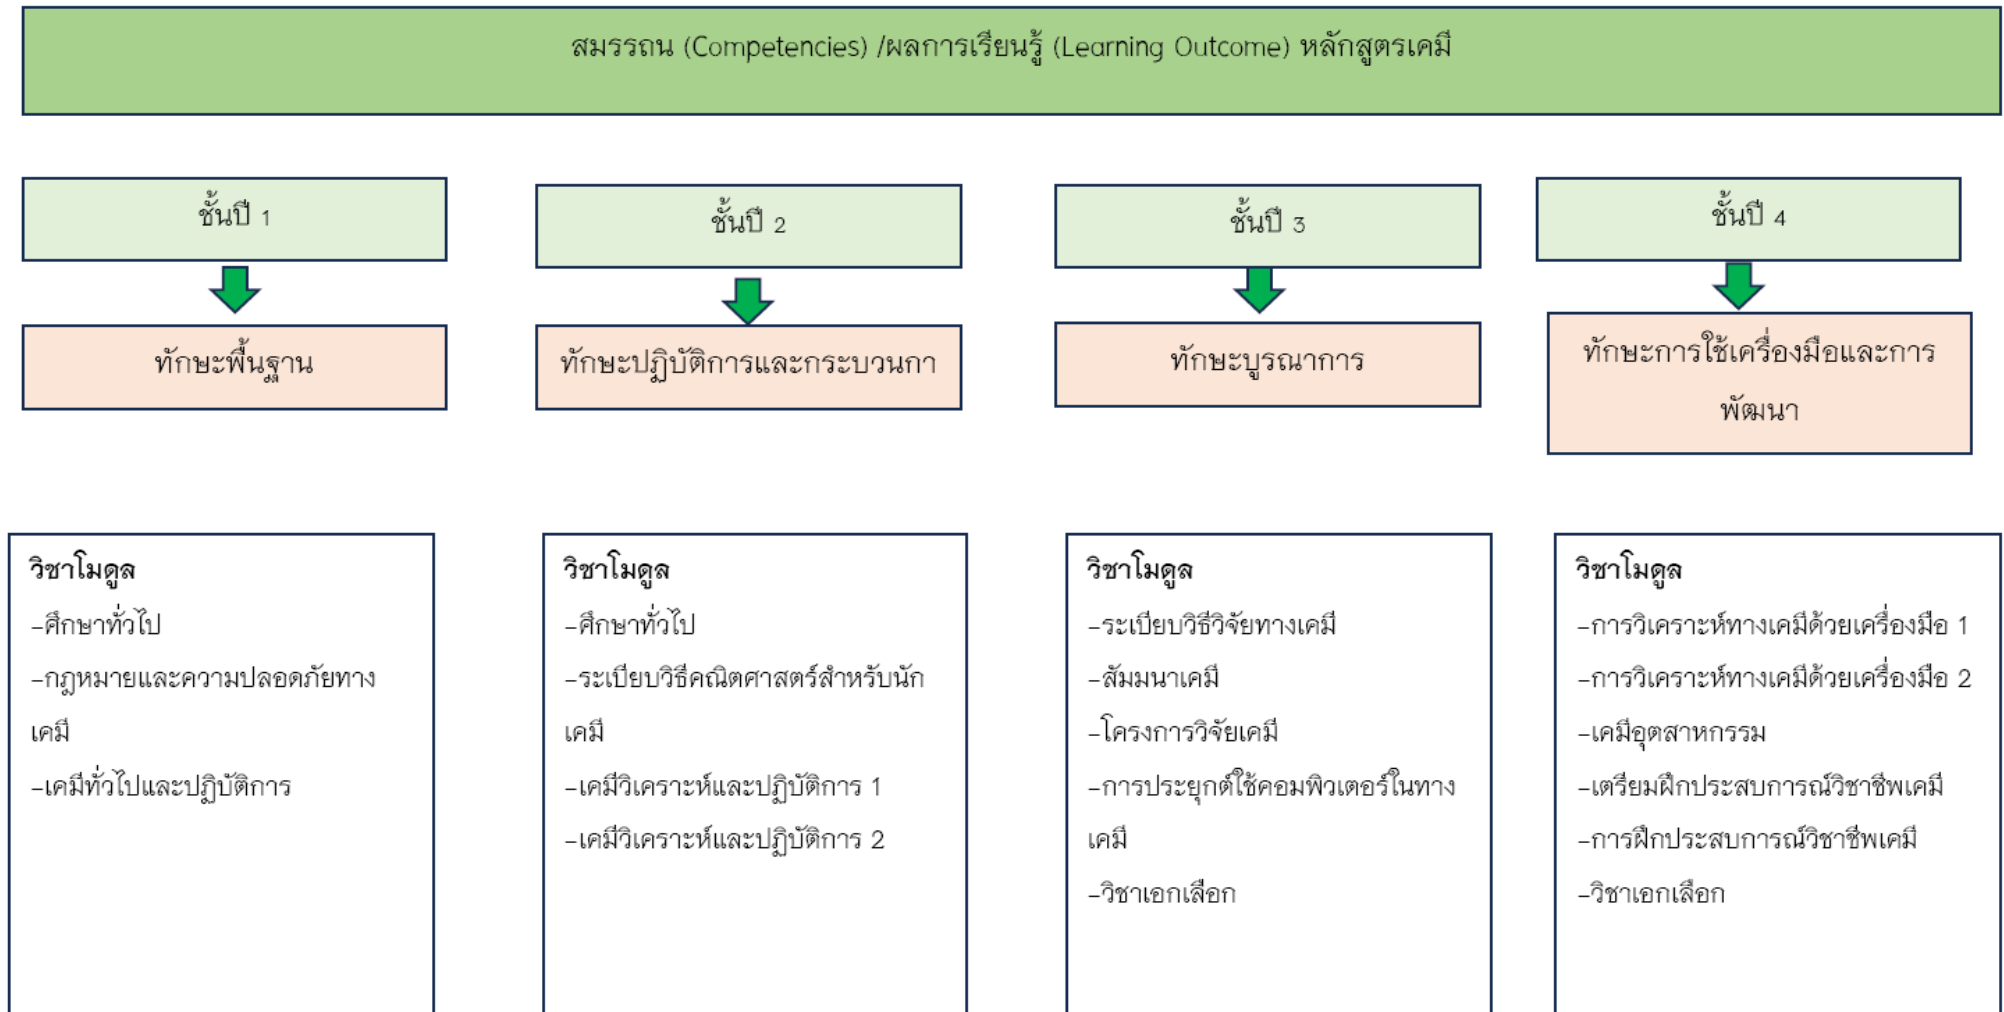 สมรรถน (Competencies) /ผลการเรียนรู้ (Learning Outcome) หลักสูตรเคมี
ชั้นปี 1
ทักษะพื้นฐาน
วิชาโมดูล
-ศึกษาทั่วไป
-กฎหมายและความปลอดภัยทาง
เคมี
-เคมีทั่วไปและปฏิบัติการ
ชั้นปี 2
ทักษะปฏิบัติการและกระบวนกา
วิชาโมดูล
-ศึกษาทั่วไป
-ระเบียบวิธีคณิตศาสตร์สำหรับนัก
เคมี
-เคมีวิเคราะห์และปฏิบัติการ 1
-เคมีวิเคราะห์และปฏิบัติการ 2
ชั้นปี 3
ทักษะบูรณาการ
วิชาโมดูล
-ระเบียบวิธีวิจัยทางเคมี
-สัมมนาเคมี
-โครงการวิจัยเคมี
-การประยุกต์ใช้คอมพิวเตอร์ในทาง
เคมี
-วิชาเอกเลือก
ชั้นปี 4
ทักษะการใช้เครื่องมือและการ
พัฒนา
วิชาโมดูล
-การวิเคราะห์ทางเคมีด้วยเครื่องมือ 1
-การวิเคราะห์ทางเคมีด้วยเครื่องมือ 2
-เคมีอุตสาหกรรม
-เตรียมฝึกประสบการณ์วิชาชีพเคมี
-การฝึกประสบการณ์วิชาชีพเคมี
-วิชาเอกเลือก